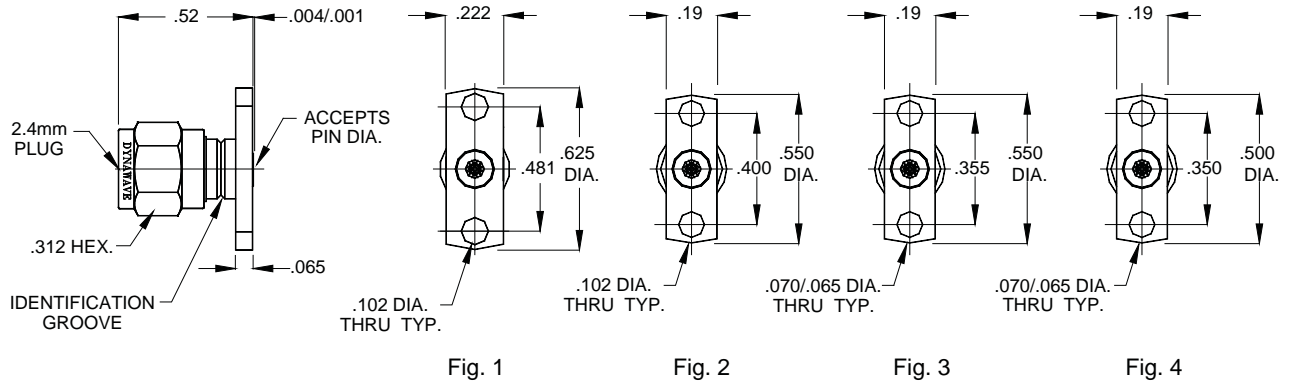 .52
.004/.001
2.4mm
PLUG
DYNAWAVE
ACCEPTS
PIN DIA.
.312 HEX.
.065
IDENTIFICATION
GROOVE
.222
.481
.625
DIA.
.102 DIA.
THRU TYP.
Fig. 1
.19
.400
.550
DIA.
.102 DIA.
THRU TYP.
Fig. 2
.19
.355
.550
DIA.
.070/.065 DIA.
THRU TYP.
Fig. 3
.19
.350
.500
DIA.
.070/.065 DIA.
THRU TYP.
Fig. 4